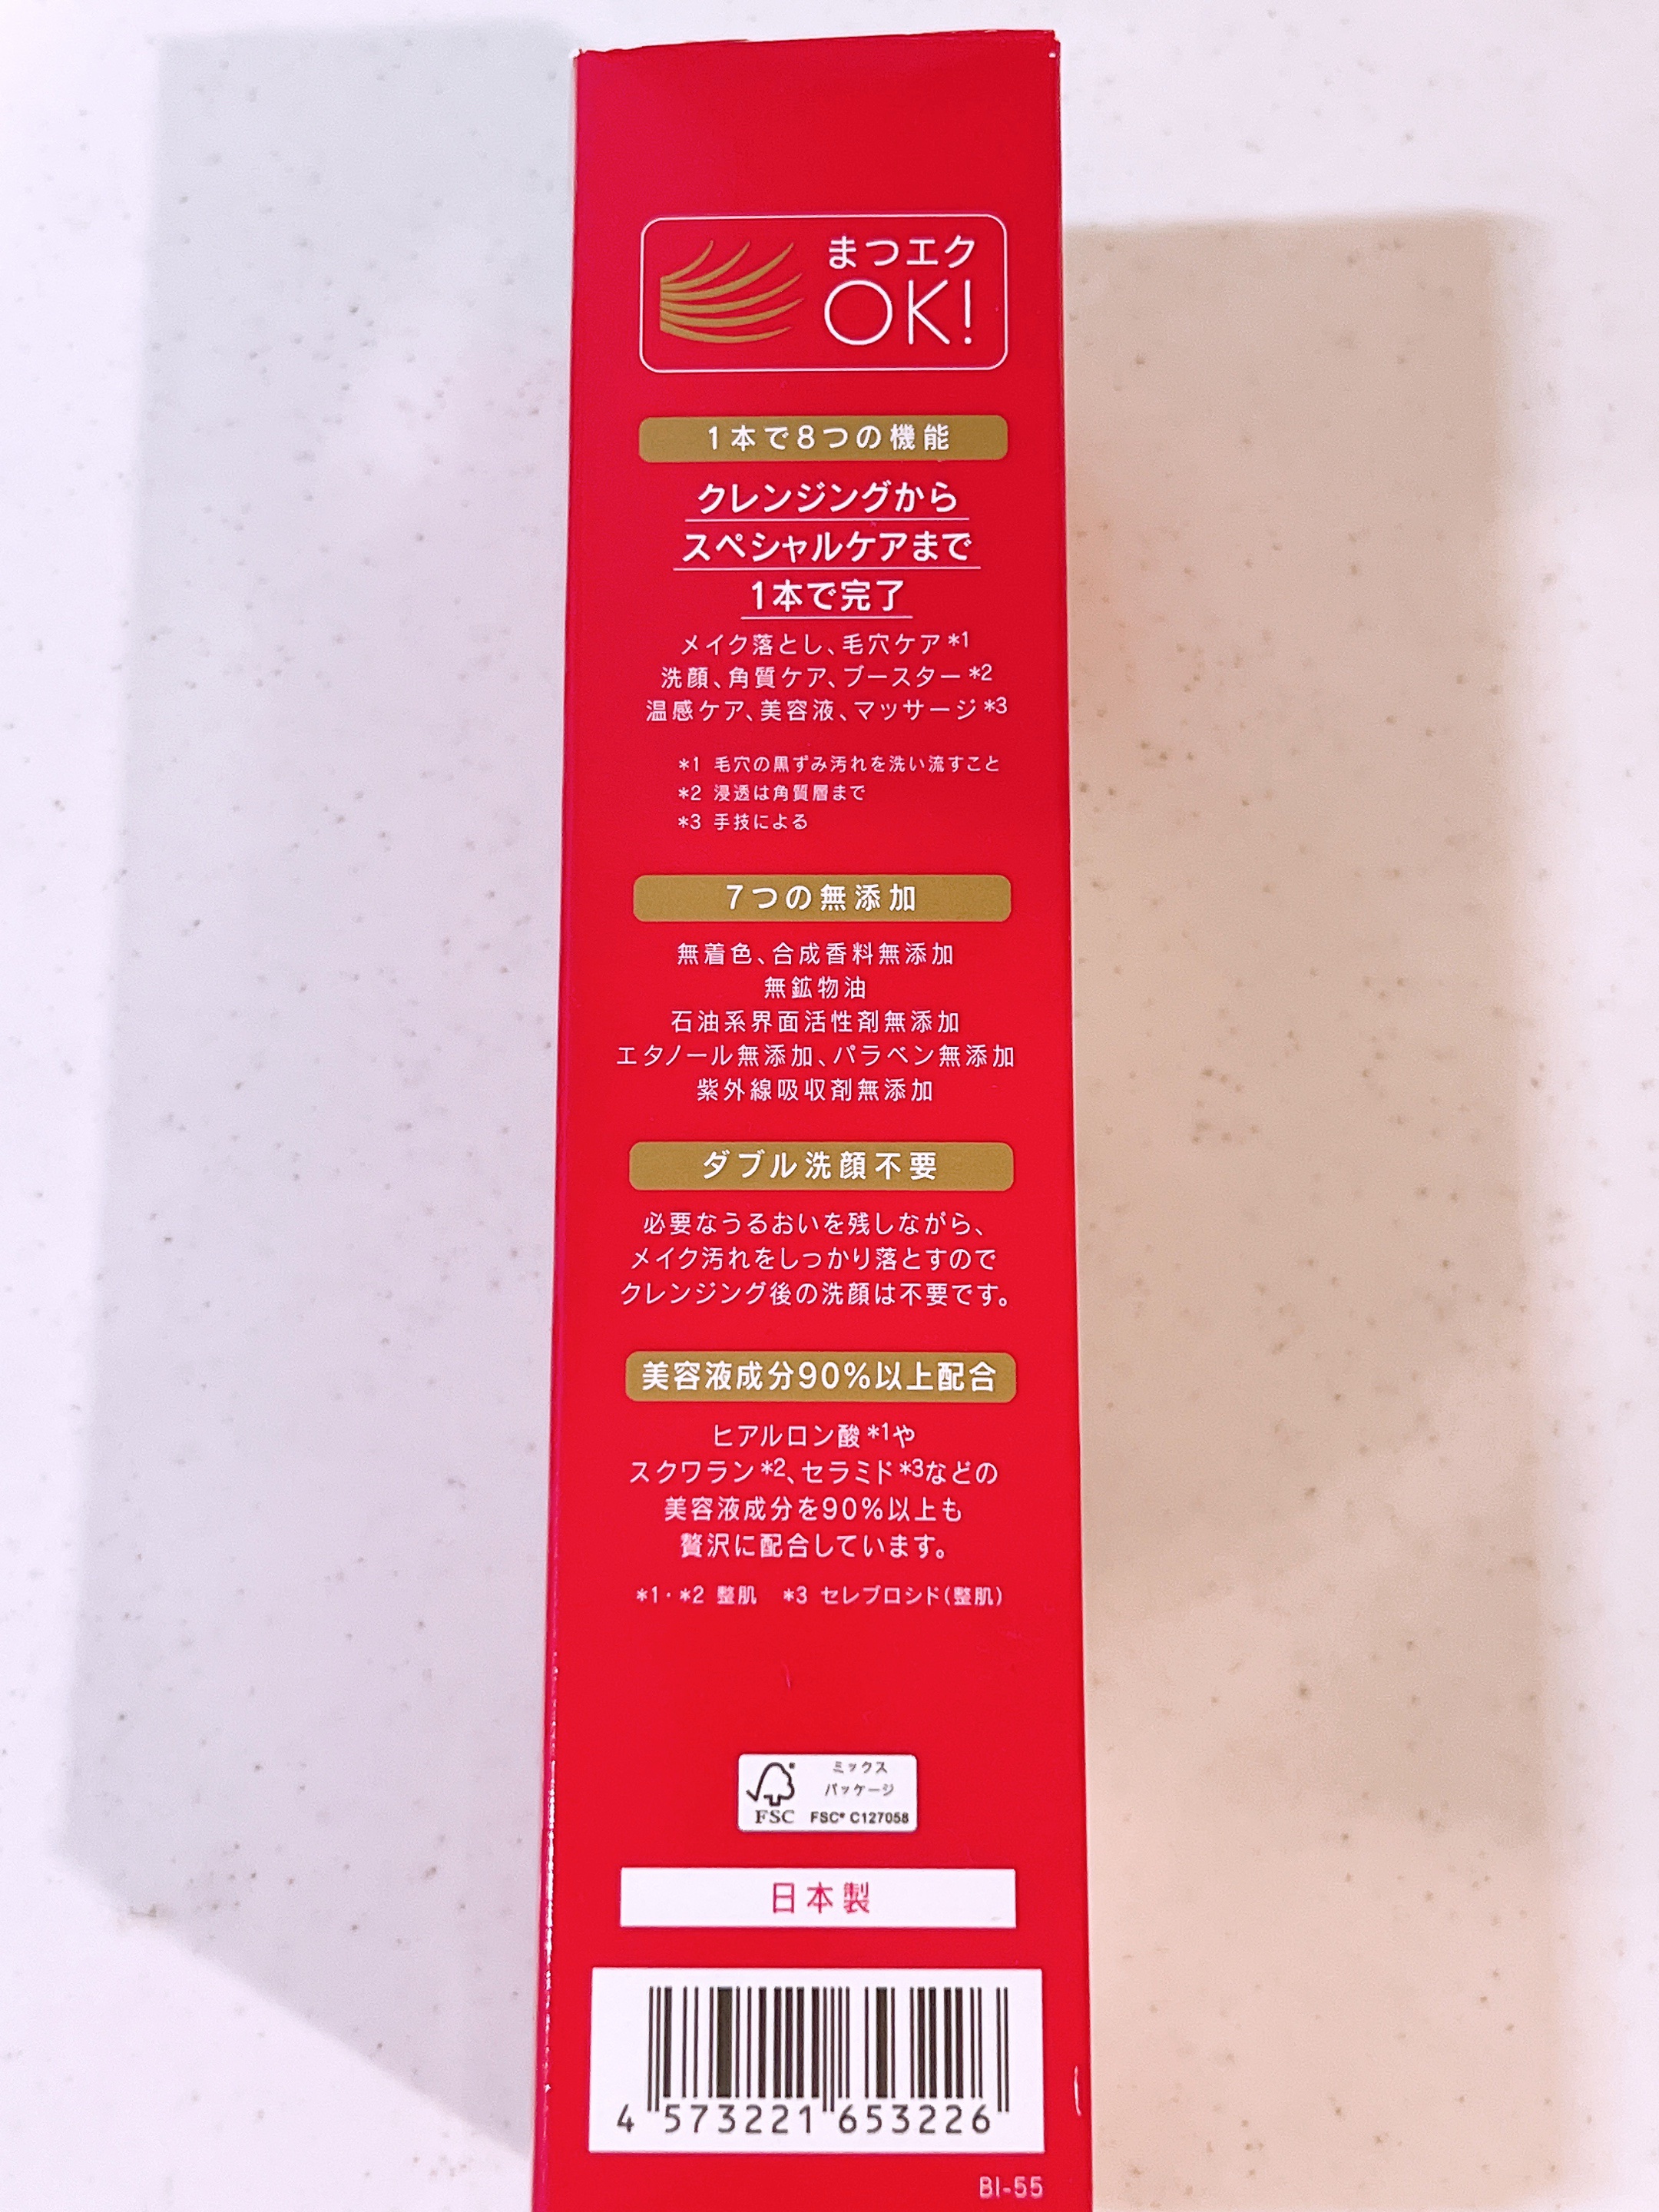 まつエク
OK!
1本で8つの機能
クレンジングから
スペシャルケアまで
1本で完了
メイク落とし、毛穴ケア*1
洗顔、角質ケア、ブースター*2
温感ケア、美容液、マッサージ*3
*1 毛穴の黒ずみ汚れを洗い流すこと
*2 浸透は角質層まで
*3 手技による
7つの無添加
無着色、合成香料無添加
無鉱物油
石油系界面活性剤無添加
エタノール無添加、パラベン無添加
紫外線吸収剤無添加
ダブル洗顔不要
必要なうるおいを残しながら、
メイク汚れをしっかり落とすので
クレンジング後の洗顔は不要です。
美容液成分90%以上配合
ヒアルロン酸*1や
スクワラン*2、セラミド*3などの
美容液成分を90%以上も
贅沢に配合しています。
*1・*2 整肌 *3 セレブロシド(整肌)
ミックス
パッケージ
FSC FSC® C127058
日本製
4 573221 653226
BI-55